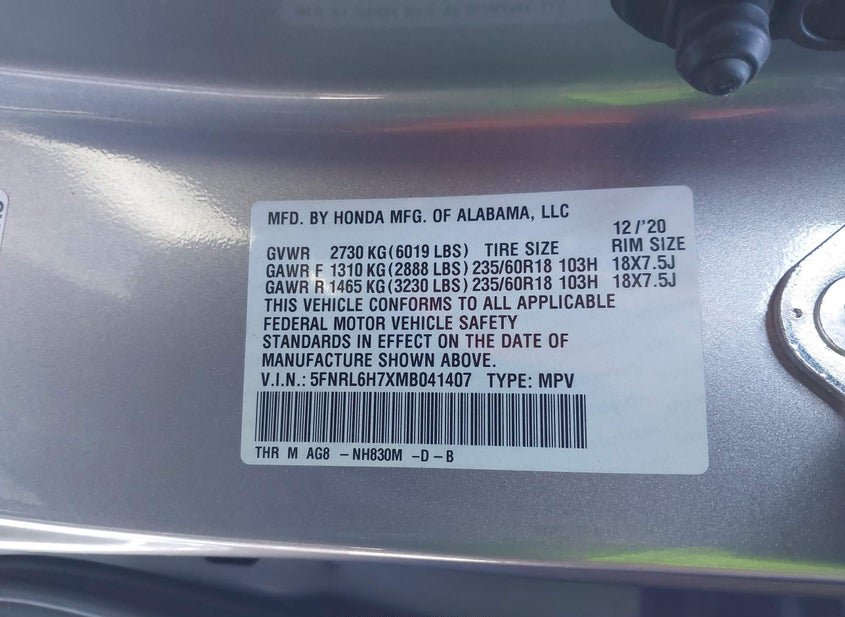 MFD. BY HONDA MFG. OF ALABAMA, LLC
12/'20
GVWR 2730 KG(6019 LBS) TIRE SIZE RIM SIZE
GAWR F 1310 KG(2888 LBS) 235/60R18 103H 18X7.5J
GAWR R 1465 KG(3230 LBS) 235/60R18 103H 18X7.5J
THIS VEHICLE CONFORMS TO ALL APPLICABLE
FEDERAL MOTOR VEHICLE SAFETY
STANDARDS IN EFFECT ON THE DATE OF
MANUFACTURE SHOWN ABOVE.
V.I.N.: 5FNRL6H7XMB041407 TYPE: MPV
THR M AG8 -NH830M -D-B